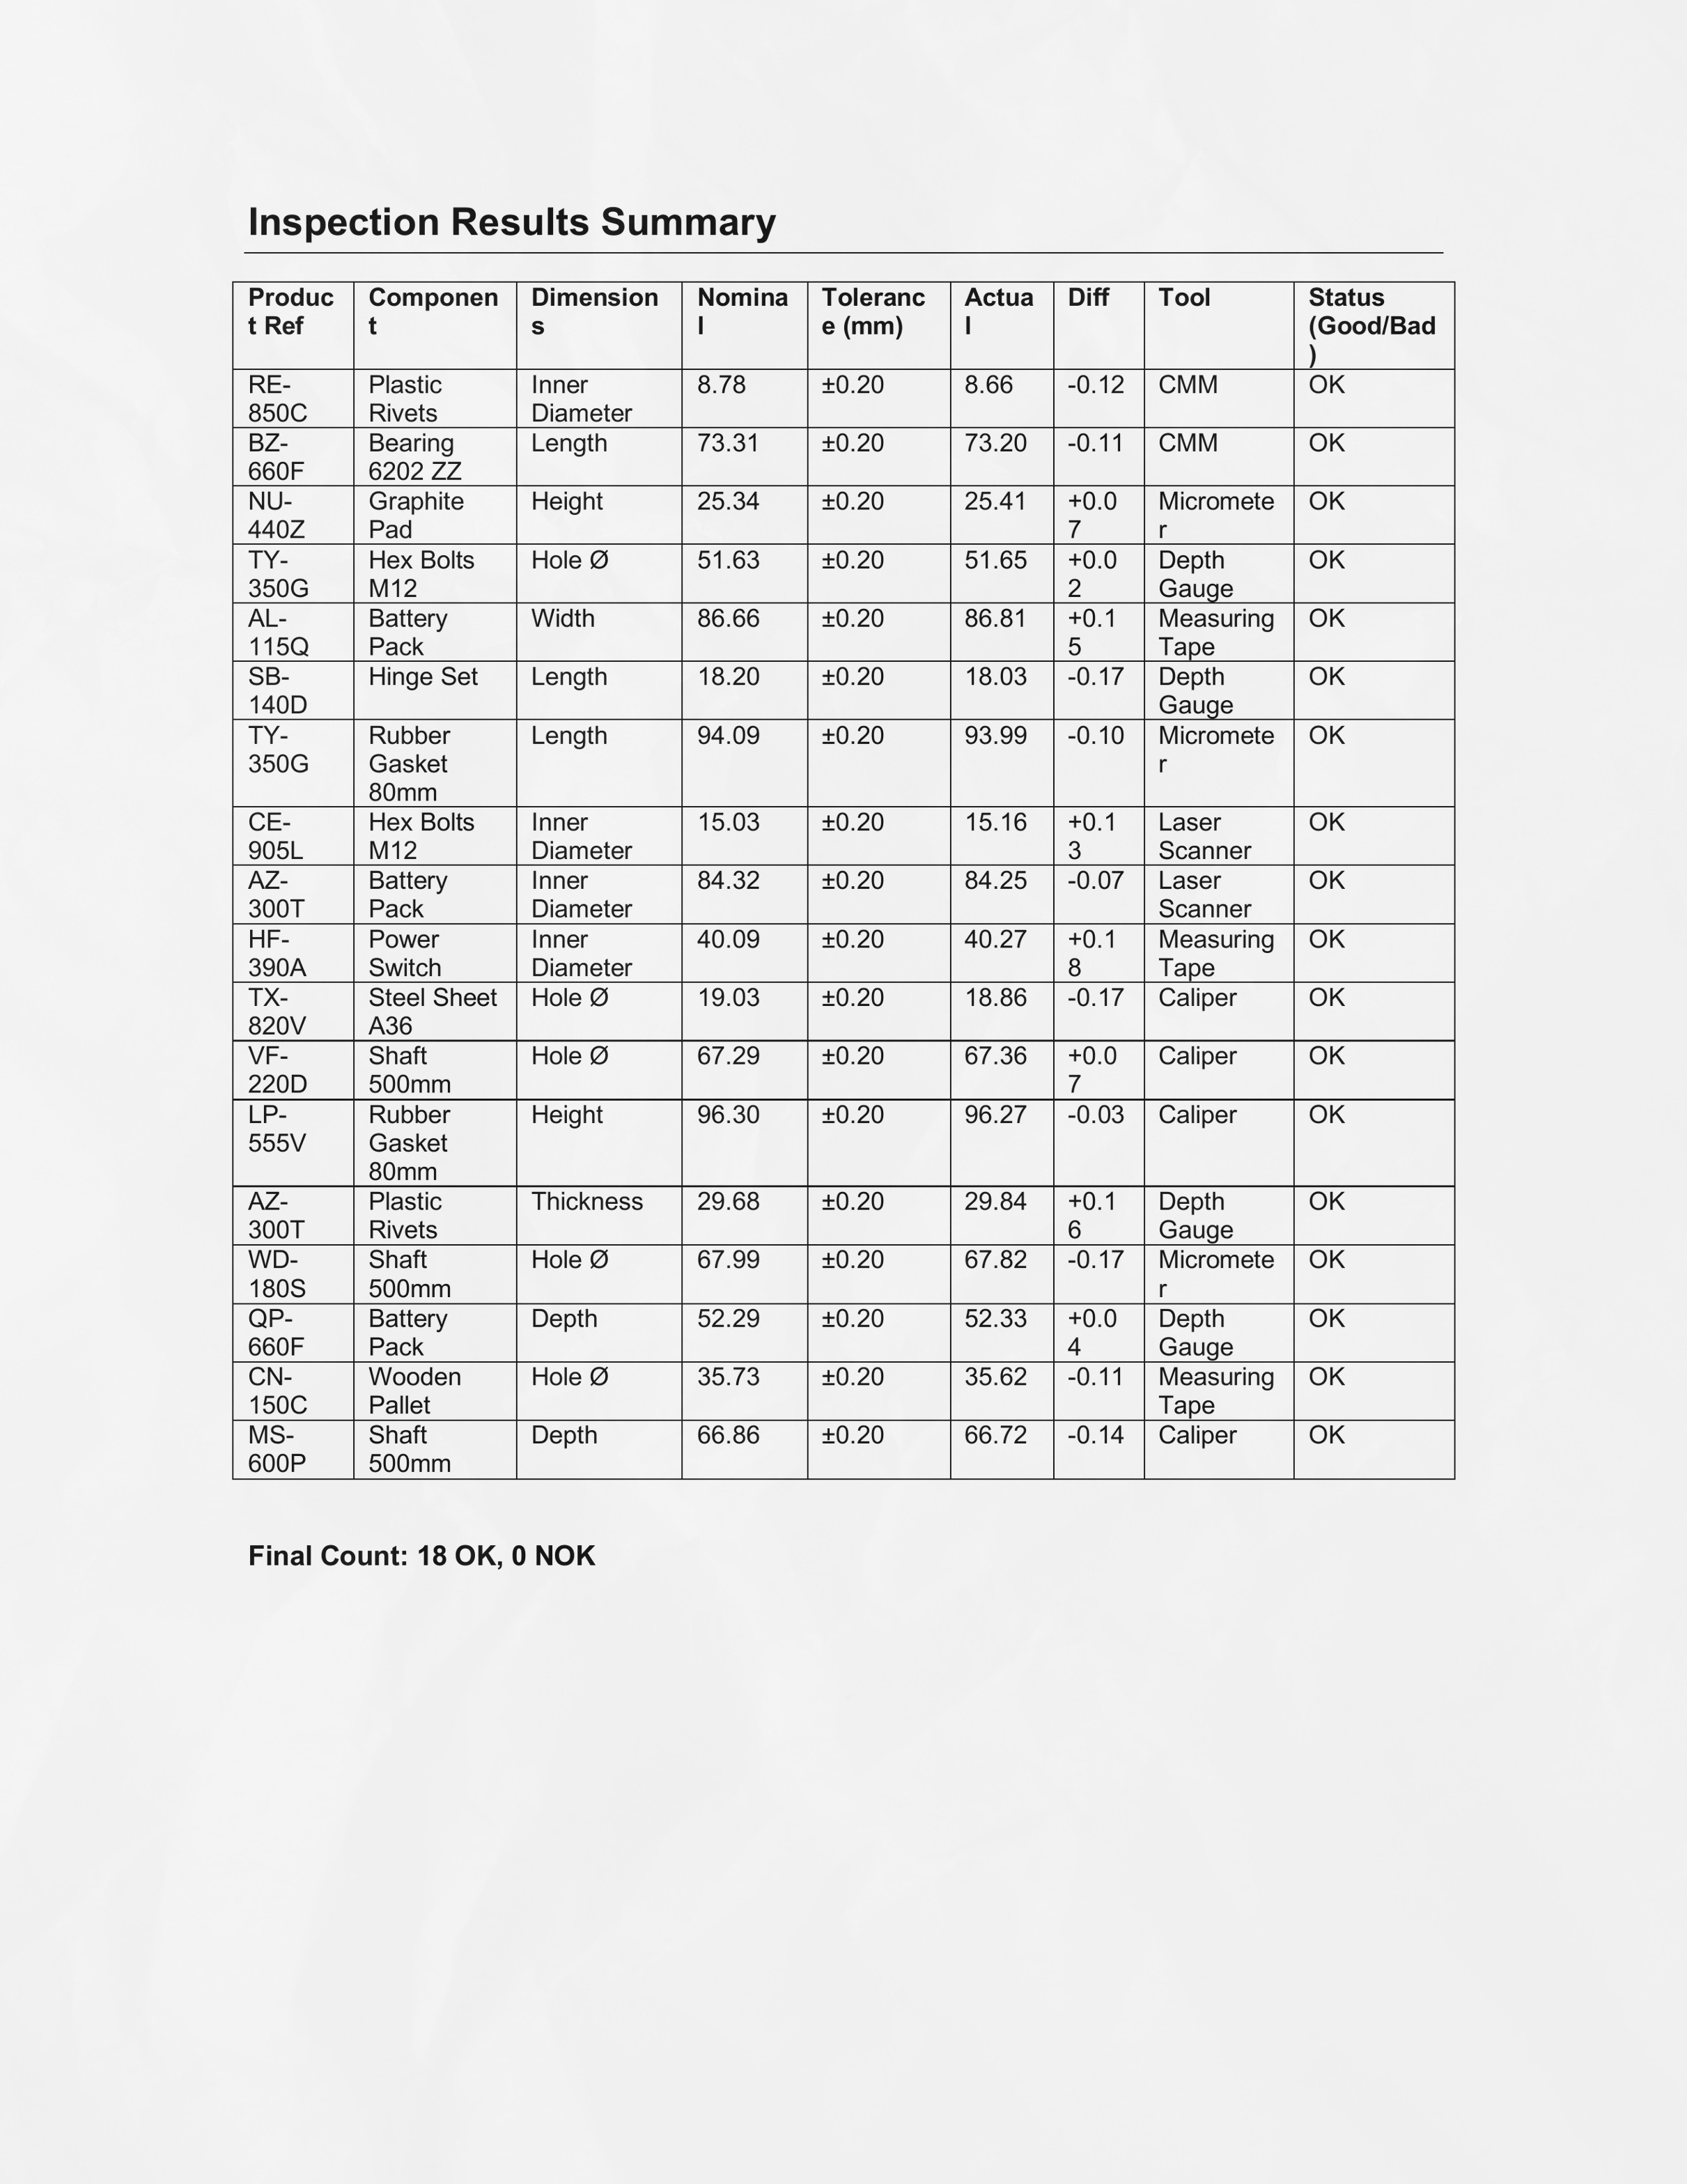 Inspection Results Summary
Product Ref	Component	Dimensions	Nominal	Tolerance (mm)	Actual	Diff	Tool	Status (Good/Bad)
RE-850C	Plastic Rivets	Inner Diameter	8.78	±0.20	8.66	-0.12	CMM	OK
BZ-660F	Bearing 6202 ZZ	Length	73.31	±0.20	73.20	-0.11	CMM	OK
NU-440Z	Graphite Pad	Height	25.34	±0.20	25.41	+0.07	Micrometer	OK
TY-350G	Hex Bolts M12	Hole Ø	51.63	±0.20	51.65	+0.02	Depth Gauge	OK
AL-115Q	Battery Pack	Width	86.66	±0.20	86.81	+0.15	Measuring Tape	OK
SB-140D	Hinge Set	Length	18.20	±0.20	18.03	-0.17	Depth Gauge	OK
TY-350G	Rubber Gasket 80mm	Length	94.09	±0.20	93.99	-0.10	Micrometer	OK
CE-905L	Hex Bolts M12	Inner Diameter	15.03	±0.20	15.16	+0.13	Laser Scanner	OK
AZ-300T	Battery Pack	Inner Diameter	84.32	±0.20	84.25	-0.07	Laser Scanner	OK
HF-390A	Power Switch	Inner Diameter	40.09	±0.20	40.27	+0.18	Measuring Tape	OK
TX-820V	Steel Sheet A36	Hole Ø	19.03	±0.20	18.86	-0.17	Caliper	OK
VF-220D	Shaft 500mm	Hole Ø	67.29	±0.20	67.36	+0.07	Caliper	OK
LP-555V	Rubber Gasket 80mm	Height	96.30	±0.20	96.27	-0.03	Caliper	OK
AZ-300T	Plastic Rivets	Thickness	29.68	±0.20	29.84	+0.16	Depth Gauge	OK
WD-180S	Shaft 500mm	Hole Ø	67.99	±0.20	67.82	-0.17	Micrometer	OK
QP-660F	Battery Pack	Depth	52.29	±0.20	52.33	+0.04	Depth Gauge	OK
CN-150C	Wooden Pallet	Hole Ø	35.73	±0.20	35.62	-0.11	Measuring Tape	OK
MS-600P	Shaft 500mm	Depth	66.86	±0.20	66.72	-0.14	Caliper	OK
Final Count: 18 OK, 0 NOK